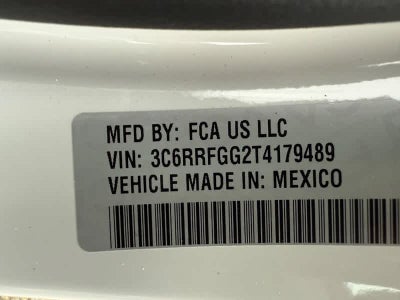 MFD BY: FCA US LLC
VIN: 3C6RRFGG2T4179489
VEHICLE MADE IN: MEXICO